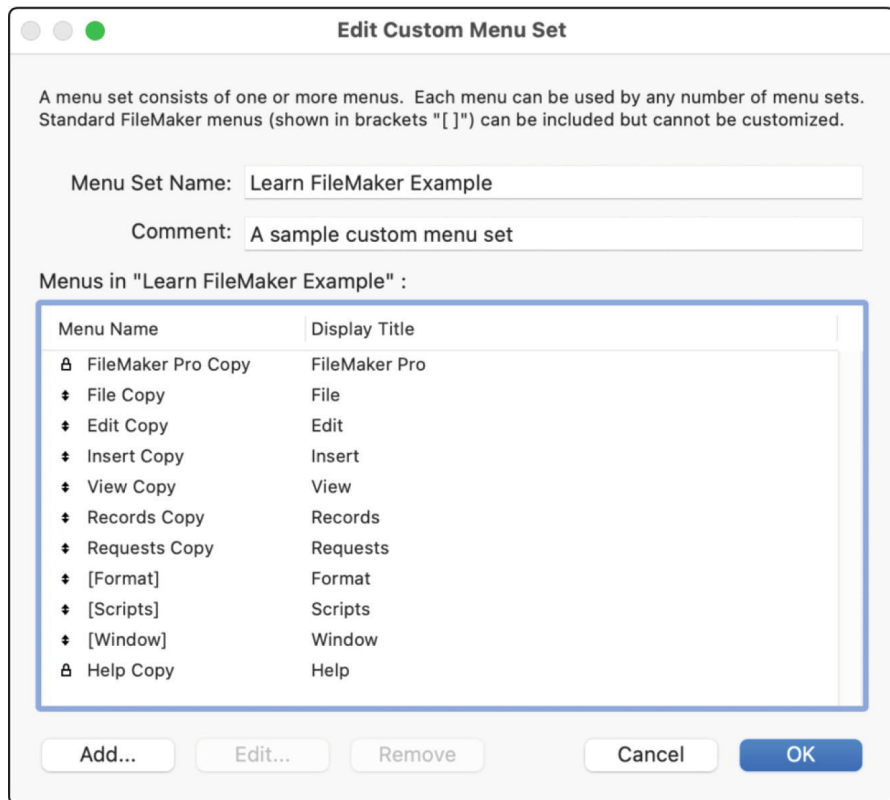 Edit Custom Menu Set
A menu set consists of one or more menus.  Each menu can be used by any number of menu sets.
Standard FileMaker menus (shown in brackets "[ ]") can be included but cannot be customized.
Menu Set Name: Learn FileMaker Example
Comment: A sample custom menu set
Menus in "Learn FileMaker Example" :
Menu Name Display Title
FileMaker Pro Copy FileMaker Pro
File Copy File
Edit Copy Edit
Insert Copy Insert
View Copy View
Records Copy Records
Requests Copy Requests
[Format] Format
[Scripts] Scripts
[Window] Window
Help Copy Help
Add... Edit... Remove Cancel OK